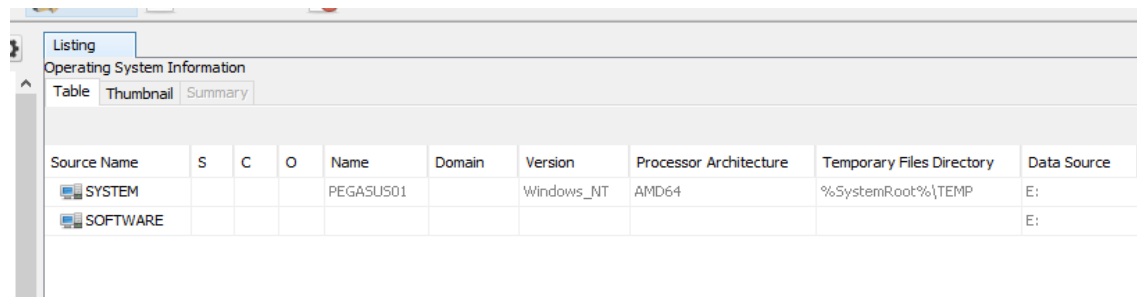 Listing
Operating System Information
Table Thumbnail Summary
Source Name S C O Name Domain Version Processor Architecture Temporary Files Directory Data Source
SYSTEM PEGASUS01 Windows_NT AMD64 %SystemRoot%\TEMP E:
SOFTWARE E: